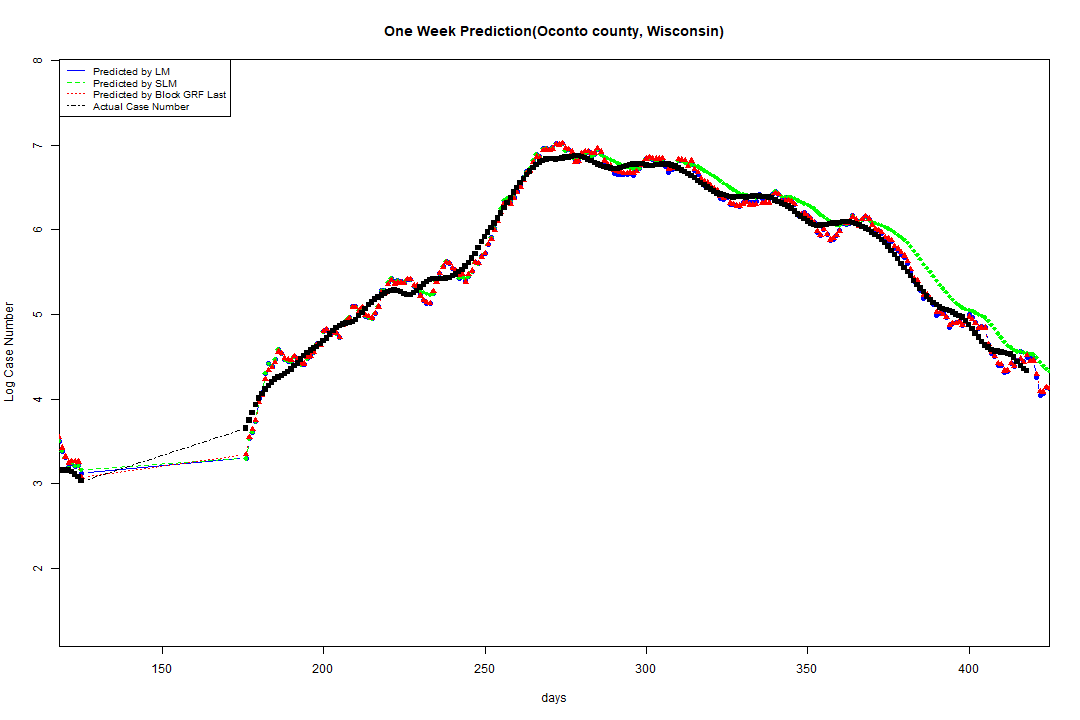 One Week Prediction(Oconto county, Wisconsin)
Predicted by LM
Predicted by SLM
Predicted by Block GRF Last
Actual Case Number
8
7
6
5
4
3
2
Log Case Number
150 200 250 300 350 400
days